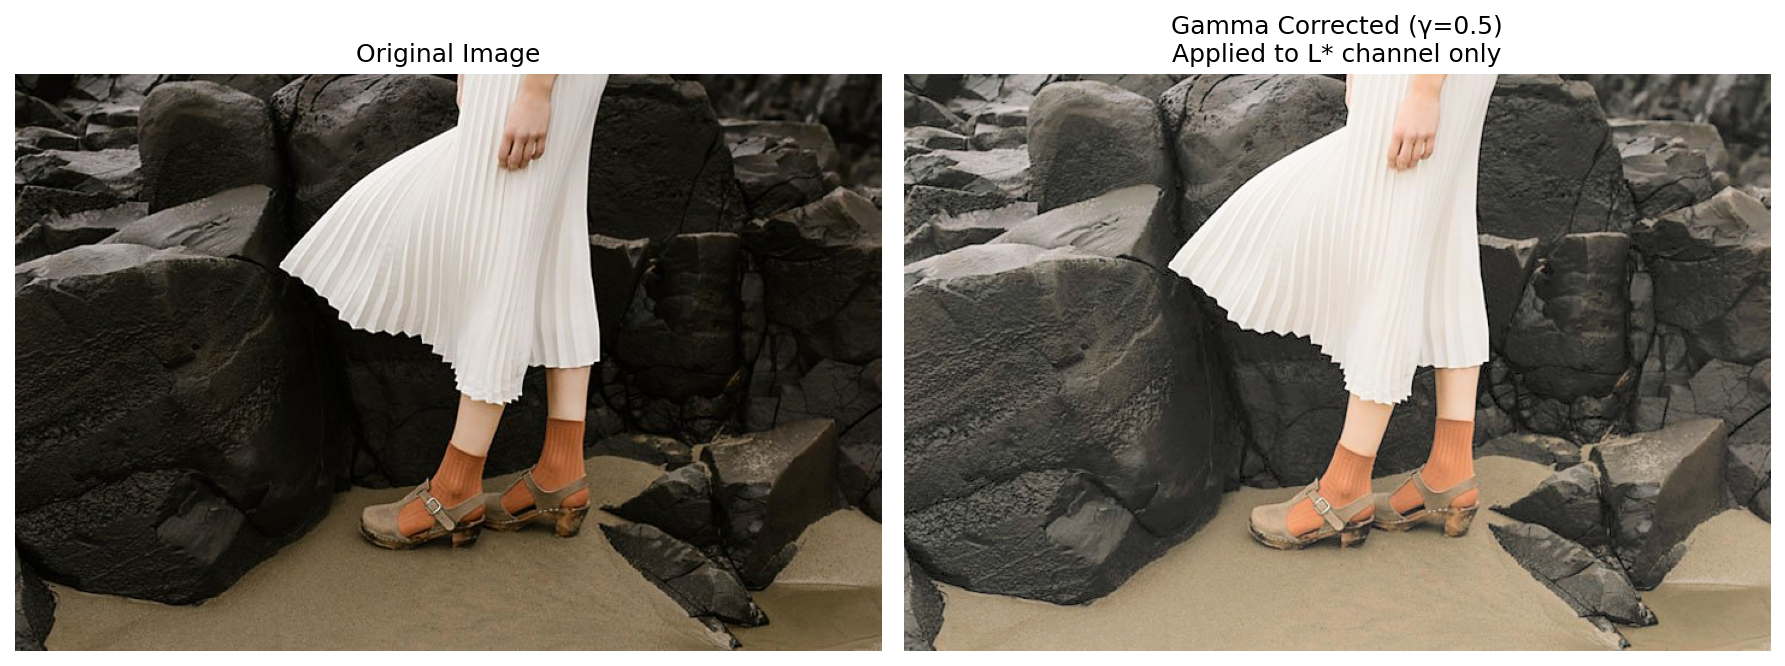 Original Image
Gamma Corrected (γ=0.5)
Applied to L* channel only